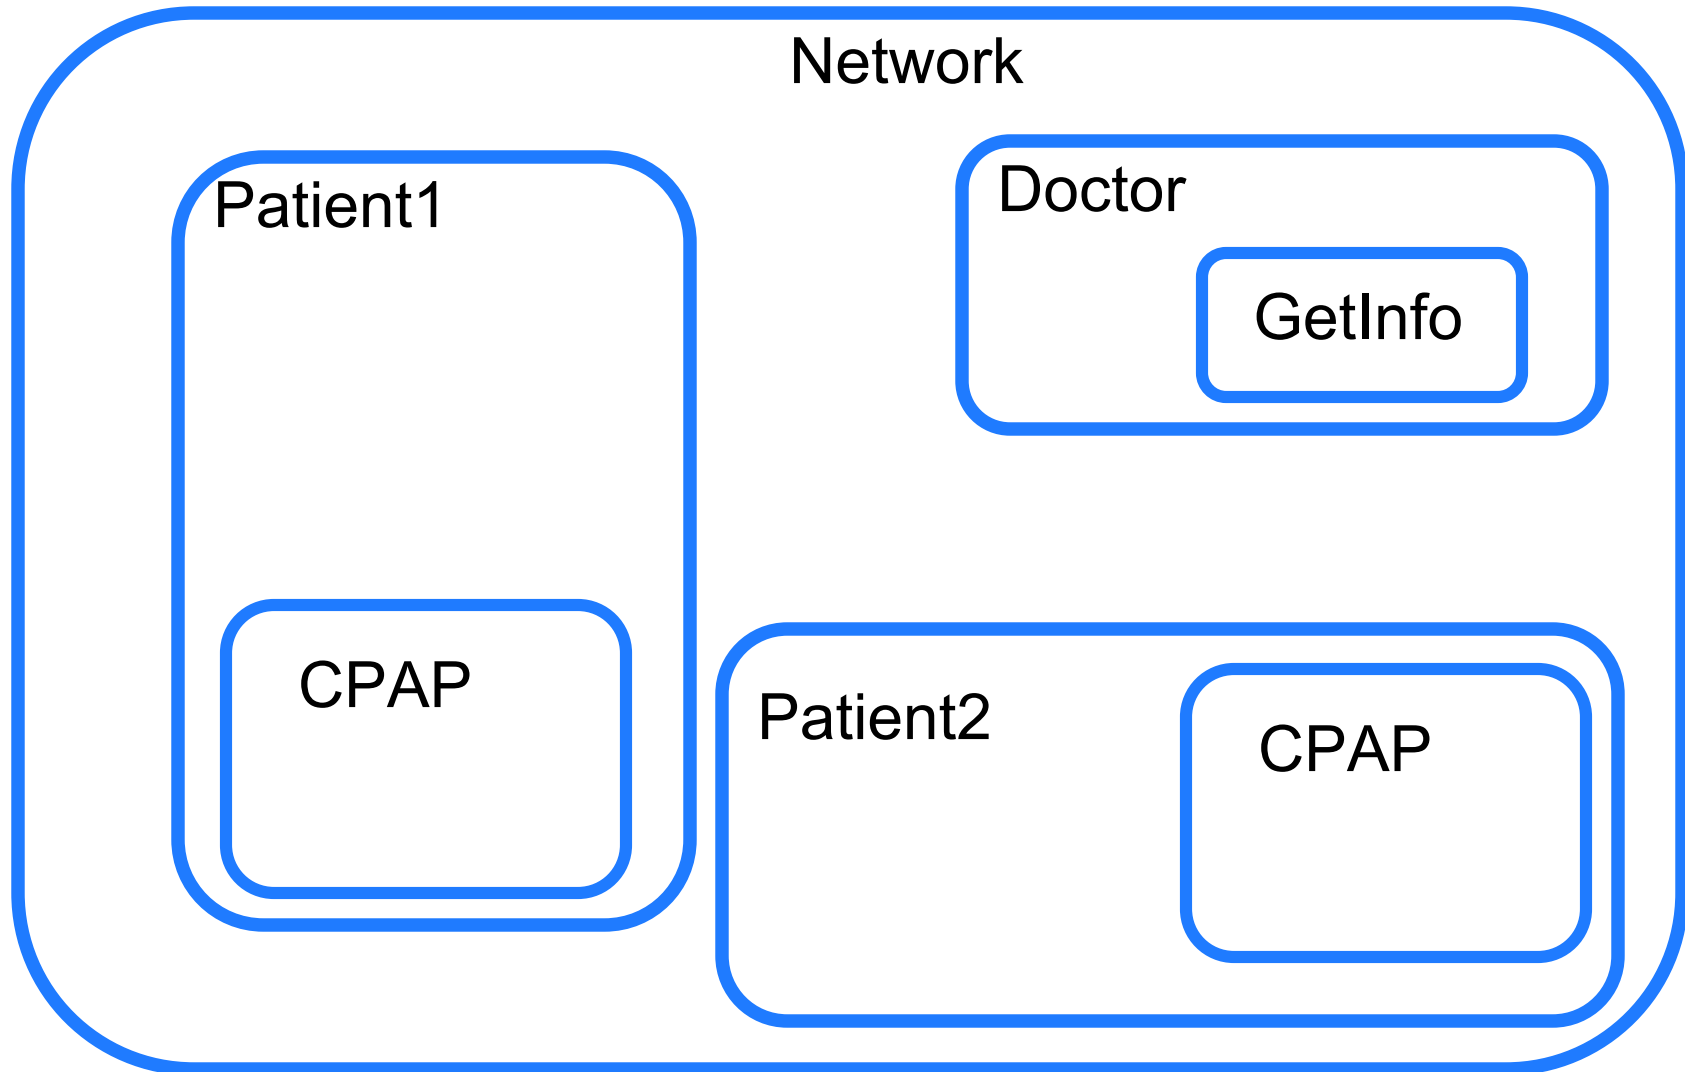 Network
Patient1
Doctor
GetInfo
CPAP
Patient2
CPAP